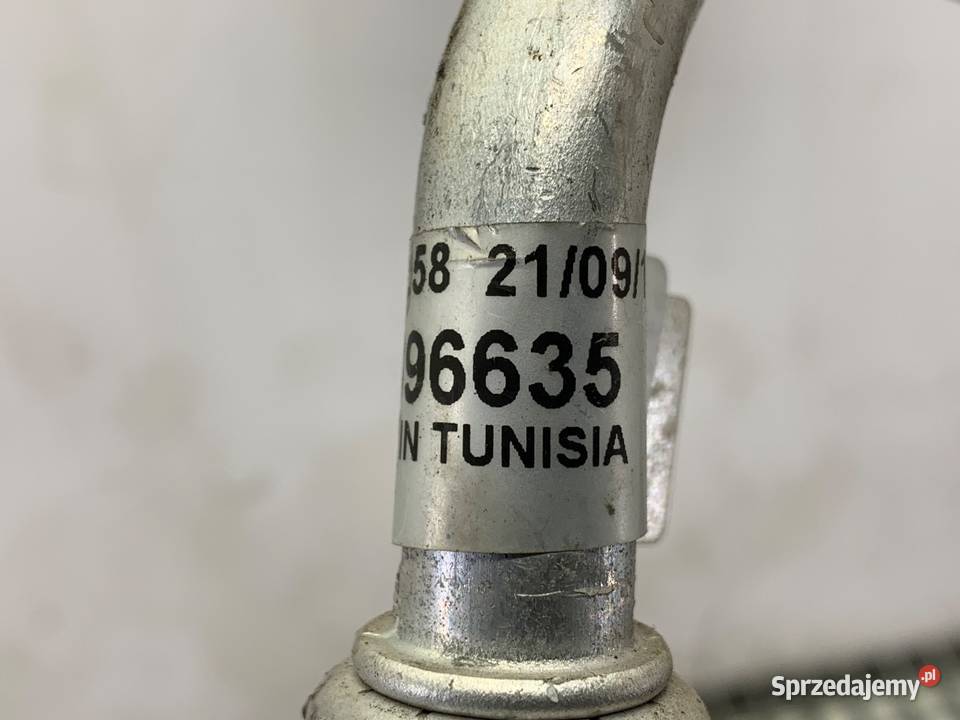 58 21/09/
96635
IN TUNISIA
Sprzedajemy.pl